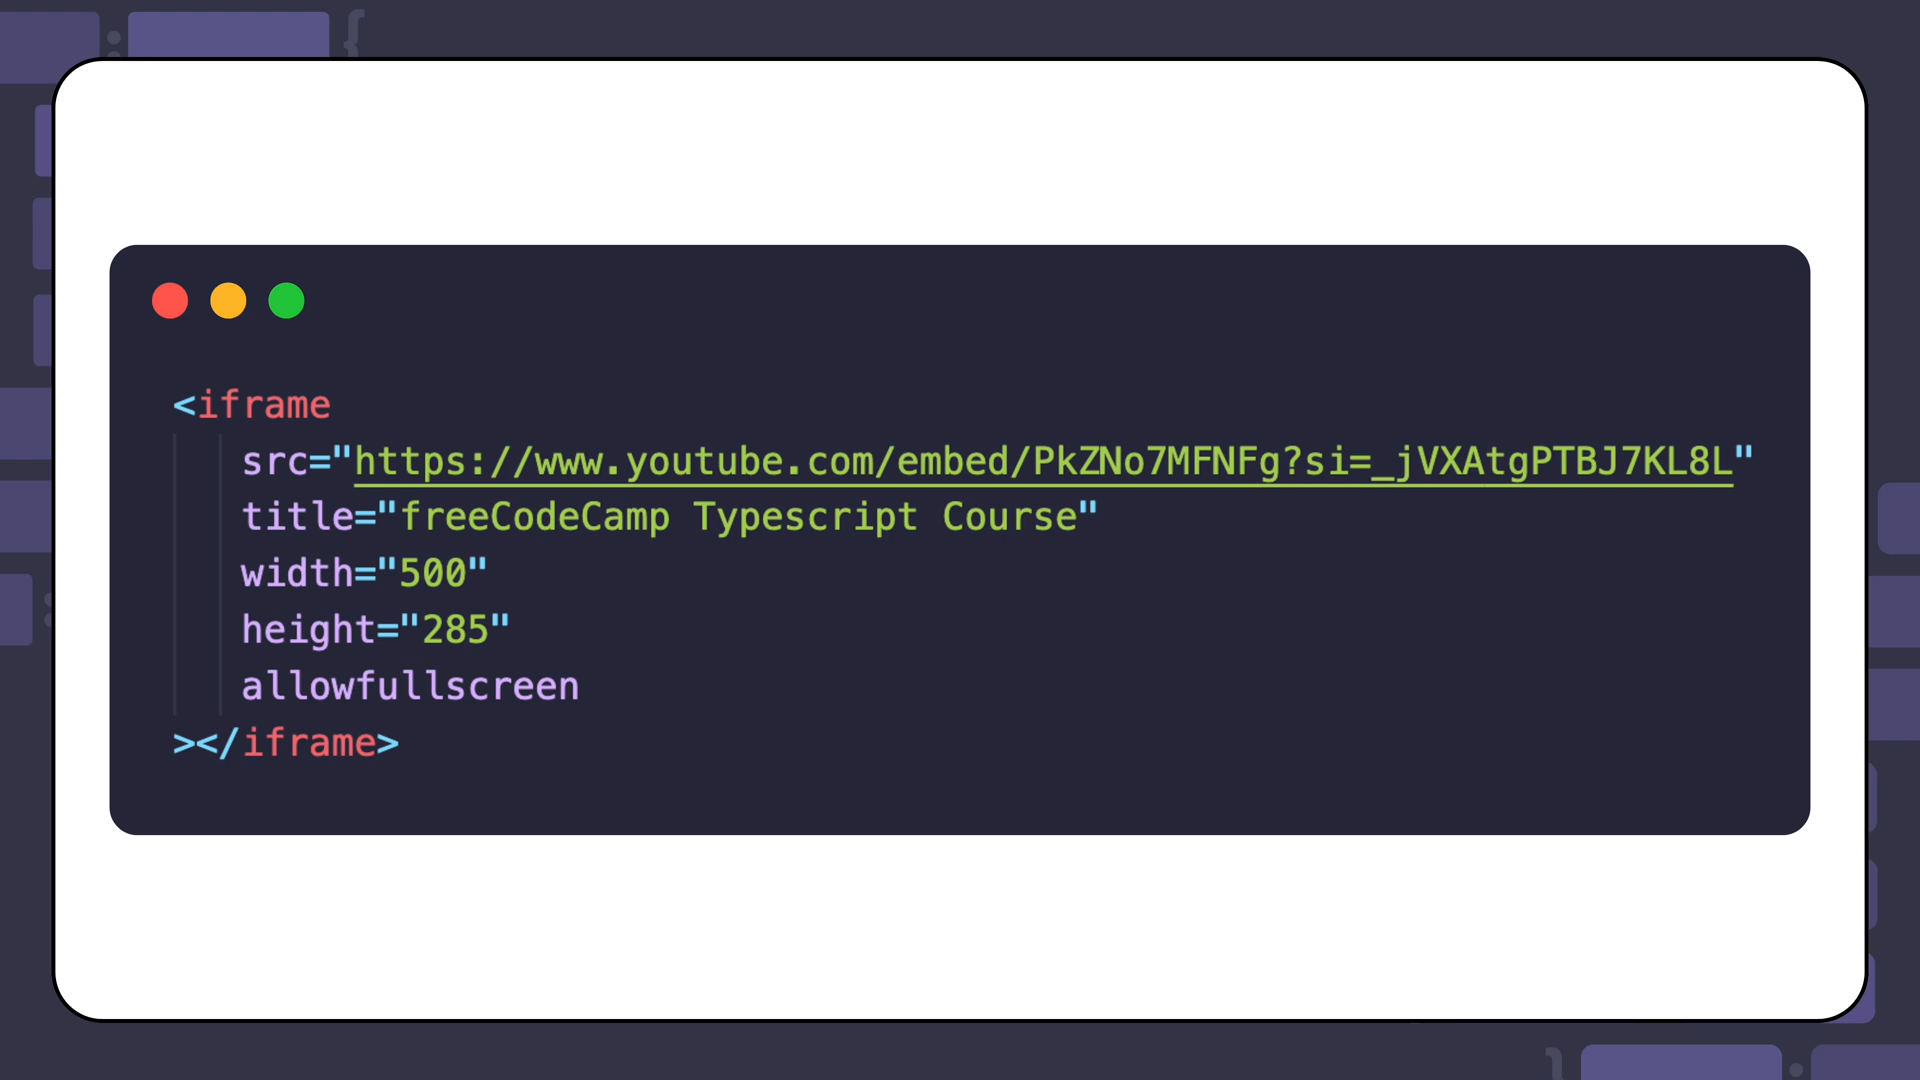 {
<iframe
src="https://www.youtube.com/embed/PkZNo7MFNFg?si=_jVXAtgPTBJ7KL8L"
title="freeCodeCamp Typescript Course"
width="500"
height="285"
allowfullscreen
></iframe>
}